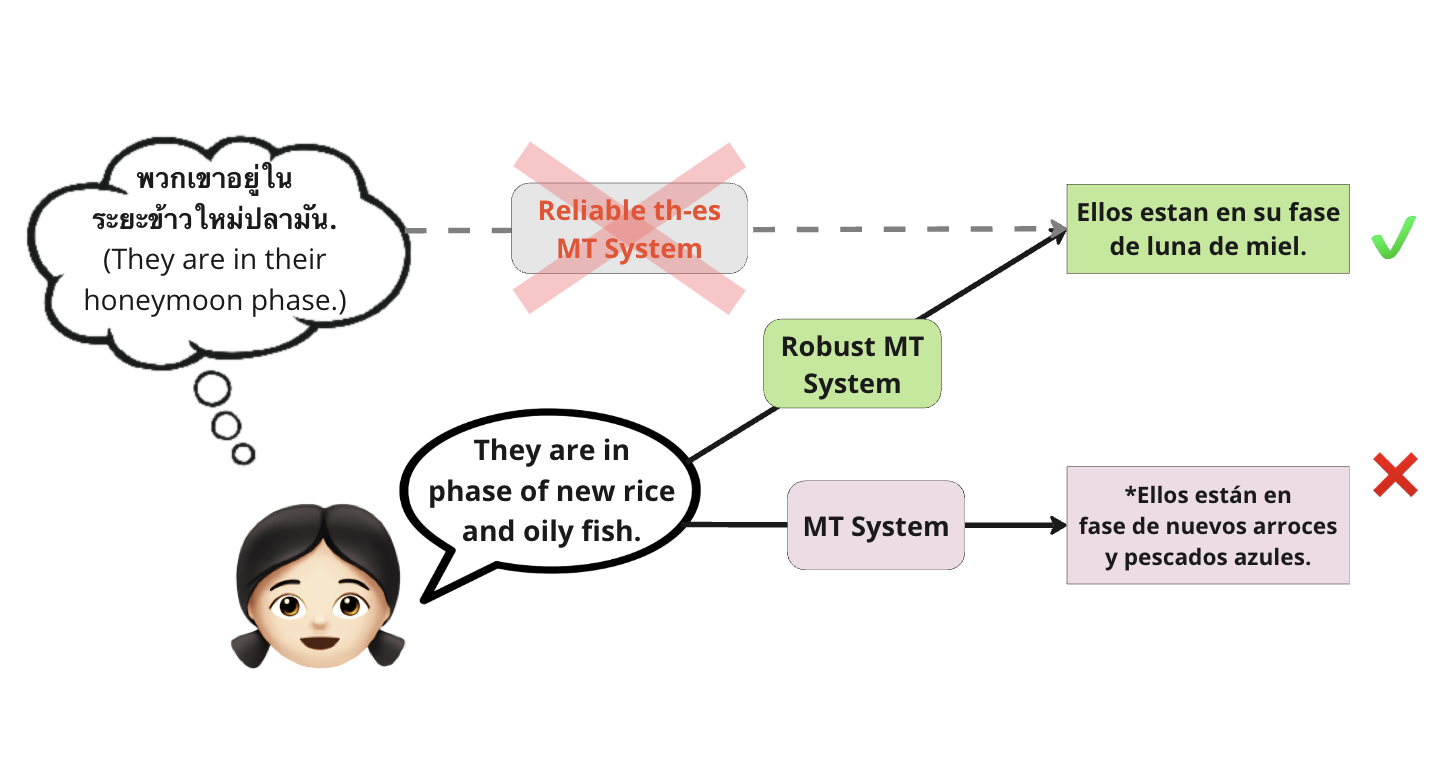 พวกเขาอยู่ใน
ระยะข้าวใหม่ปลามัน.
(They are in their
honeymoon phase.)
Reliable th-es
MT System
Ellos estan en su fase
de luna de miel.
Robust MT
System
They are in
phase of new rice
and oily fish.
MT System
*Ellos están en
fase de nuevos arroces
y pescados azules.